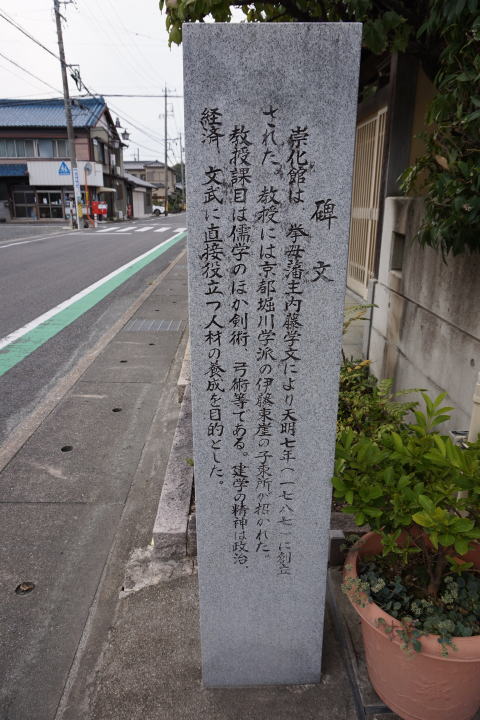 碑文
崇化館は 挙母藩主内藤学文により天明七年(一七八七)に創立
された。教授には京都堀川学派の伊藤東崖の子東所が招かれた。
教授課目は儒学のほか剣術、弓術等である。建学の精神は政治、
経済 文武に直接役立つ人材の養成を目的とした。